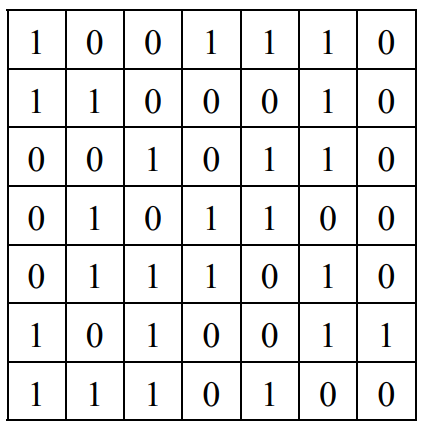 1 0 0 1 1 1 0
1 1 0 0 0 1 0
0 0 1 0 1 1 0
0 1 0 1 1 0 0
0 1 1 1 0 1 0
1 0 1 0 0 1 1
1 1 1 0 1 0 0